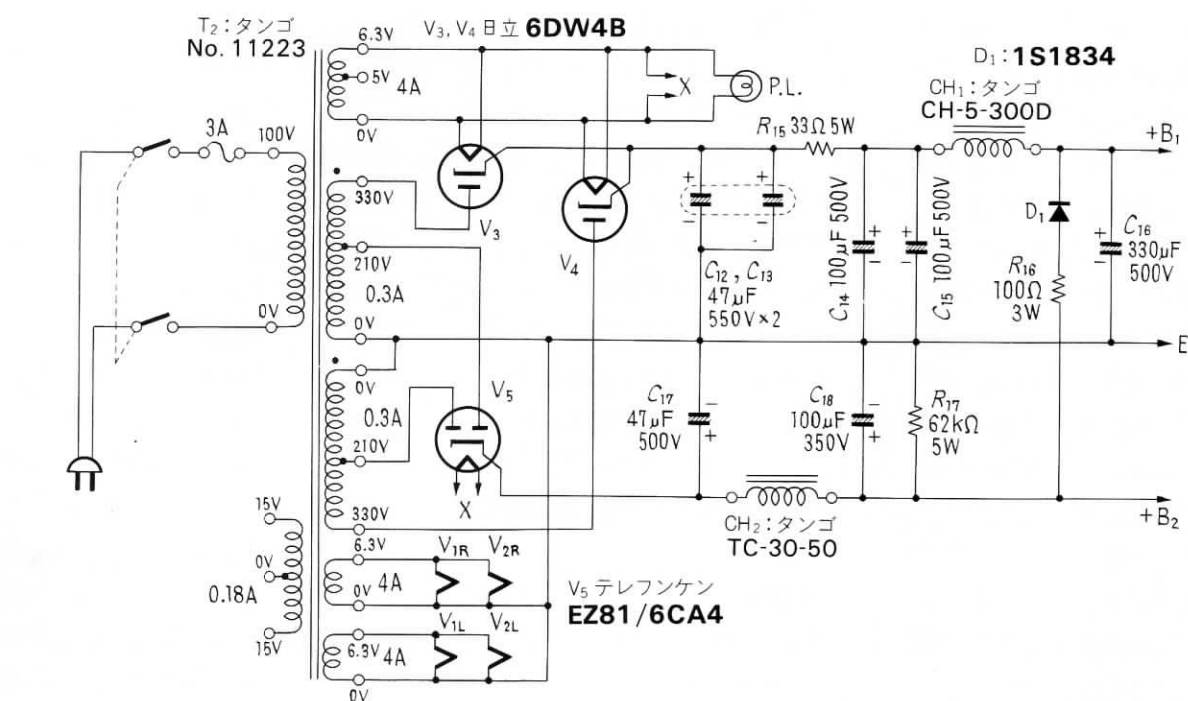 T₂:タンゴ
No. 11223
V₃, V₄ 日立 6DW4B
D₁:1S1834
CH₁:タンゴ
CH-5-300D
6.3V
5V
4A
0V
X
P.L.
R₁₅ 33Ω 5W
+B₁
3A
100V
0V
330V
210V
0.3A
0V
V₃
V₄
C₁₂, C₁₃
47μF
550V×2
C₁₄ 100μF 500V
C₁₅ 100μF 500V
D₁
R₁₆
100Ω
3W
C₁₆
330μF
500V
E
0V
0.3A
210V
330V
V₅
X
C₁₇
47μF
500V
C₁₈
100μF
350V
R₁₇
62kΩ
5W
CH₂:タンゴ
TC-30-50
+B₂
15V
0V
0.18A
15V
6.3V
0V
4A
V₁R
V₂R
6.3V
4A
0V
V₁L
V₂L
V₅ テレフンケン
EZ81/6CA4